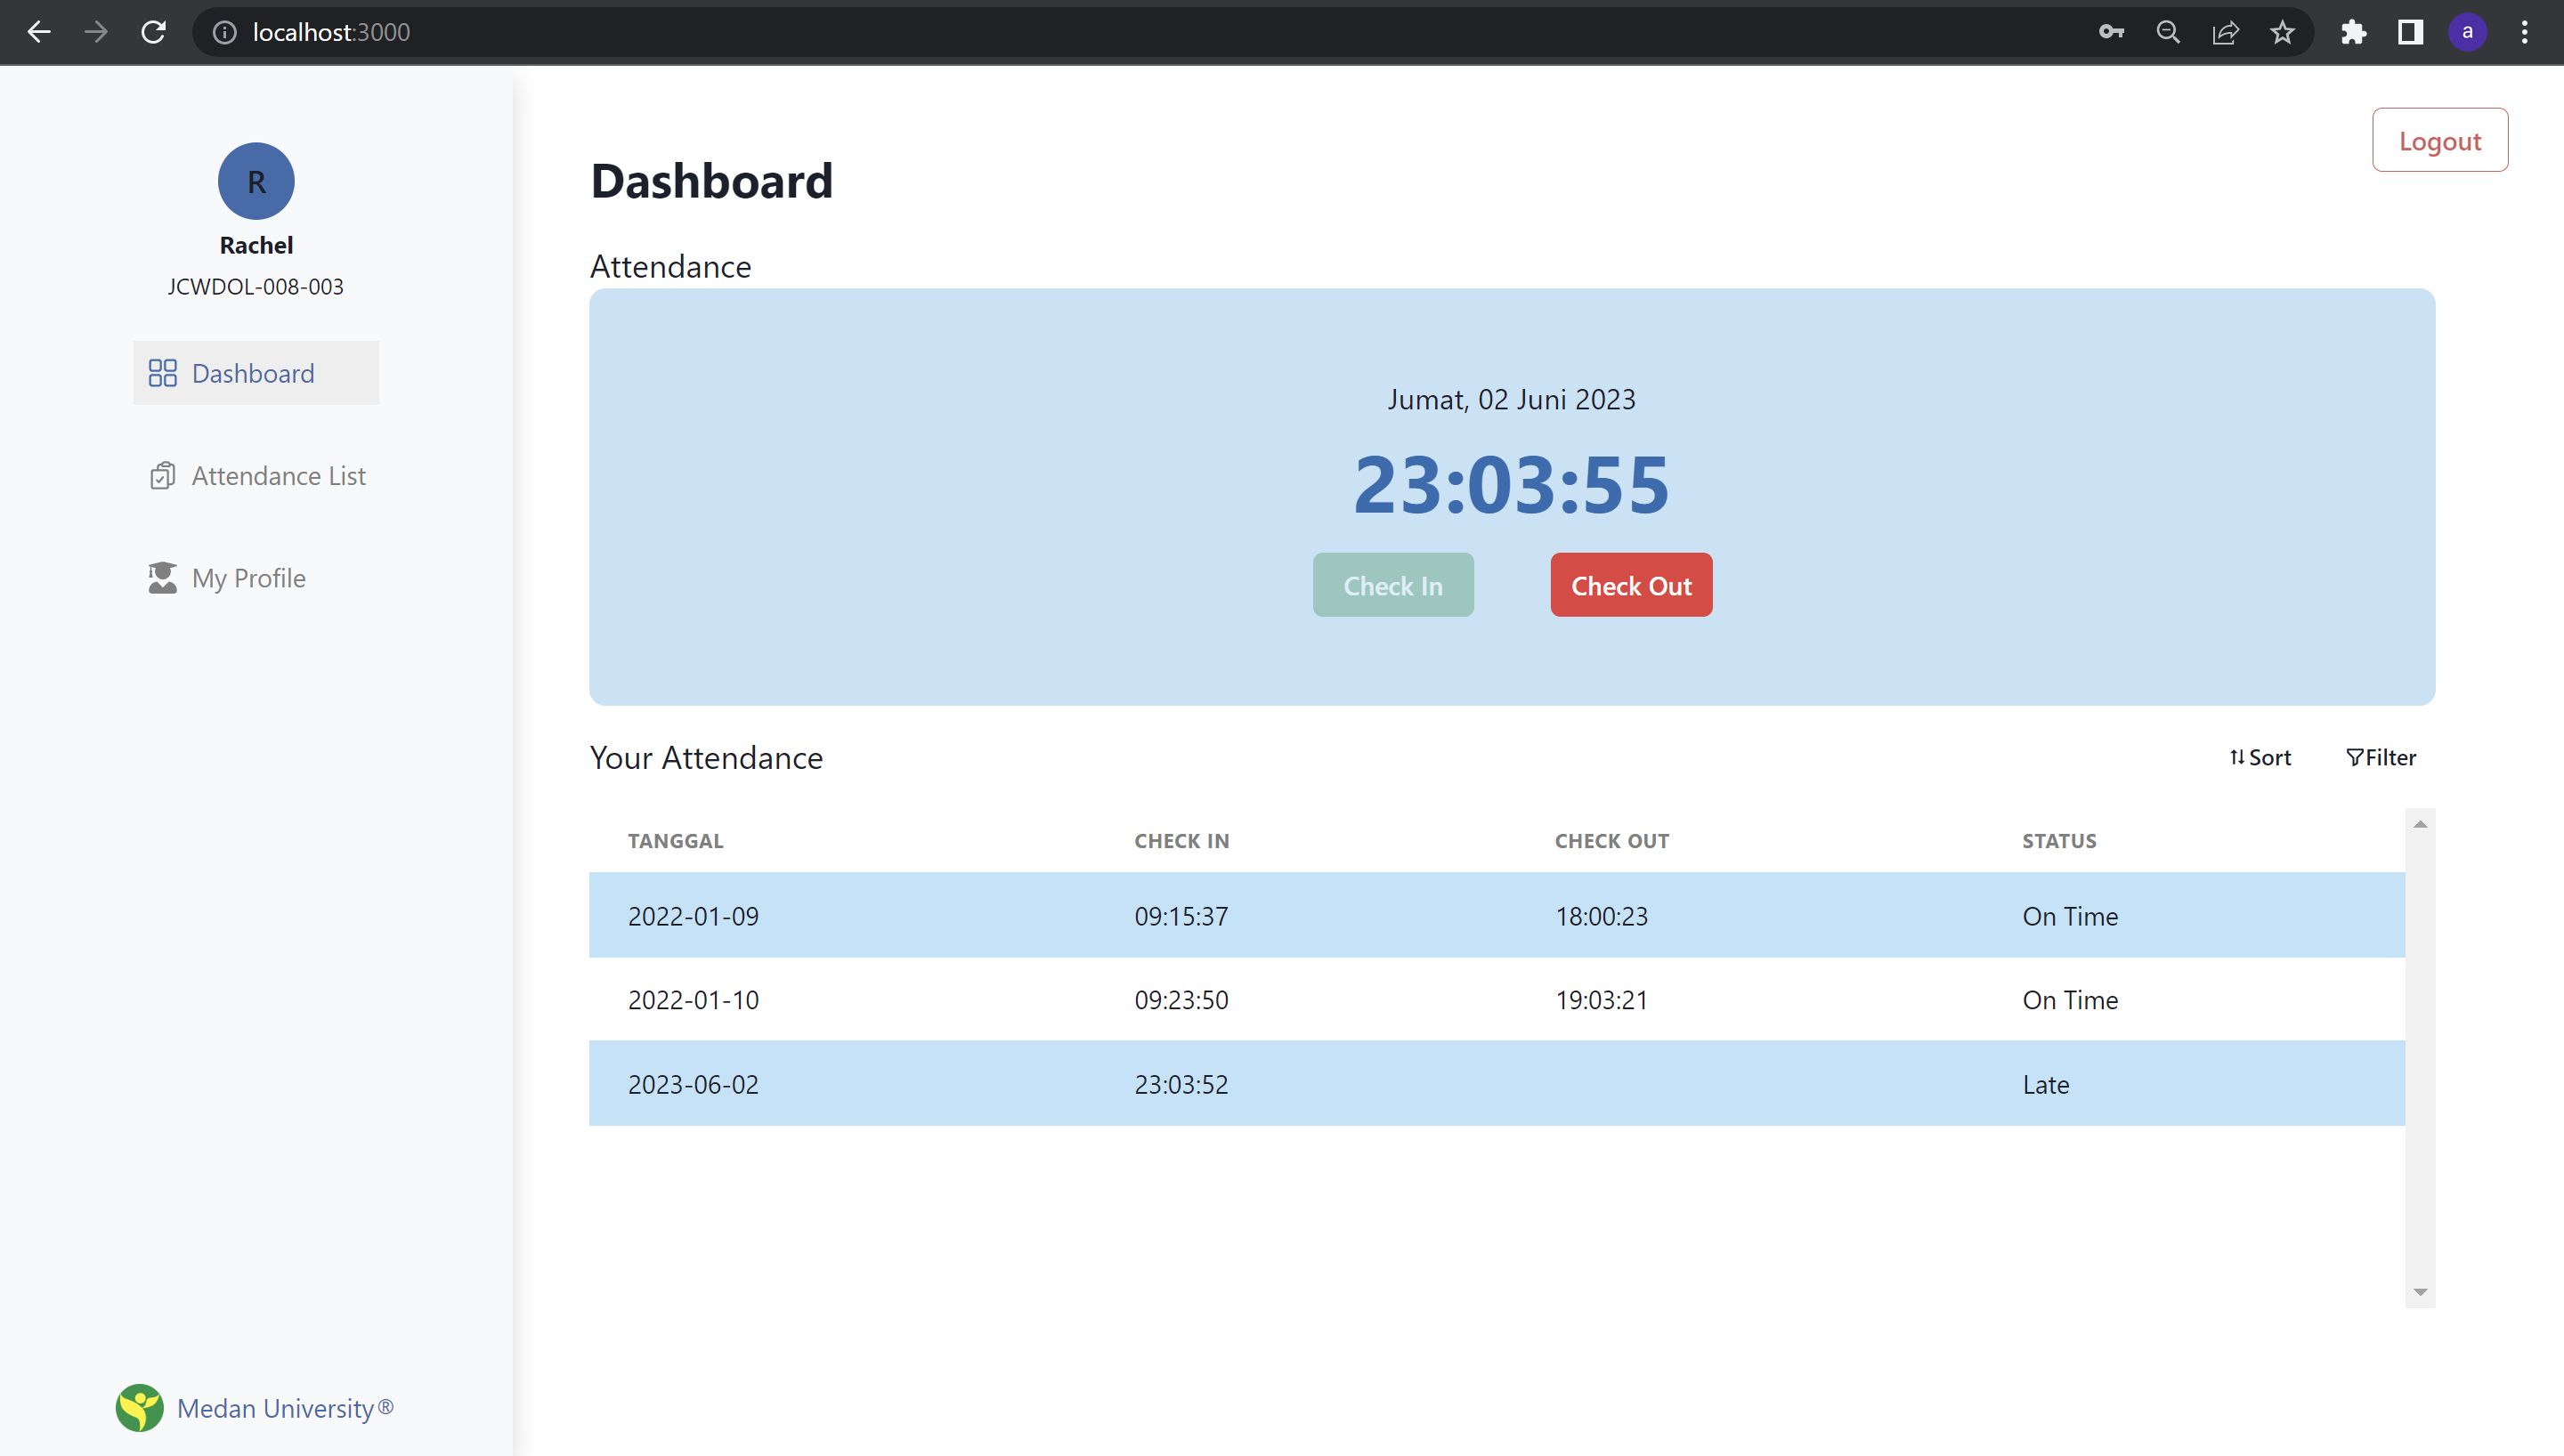 localhost:3000
a
R
Rachel
JCWDOL-008-003
Dashboard
Attendance List
My Profile
Medan University®
Logout
Dashboard
Attendance
Jumat, 02 Juni 2023
23:03:55
Check In Check Out
Your Attendance Sort Filter
TANGGAL CHECK IN CHECK OUT STATUS
2022-01-09 09:15:37 18:00:23 On Time
2022-01-10 09:23:50 19:03:21 On Time
2023-06-02 23:03:52 Late